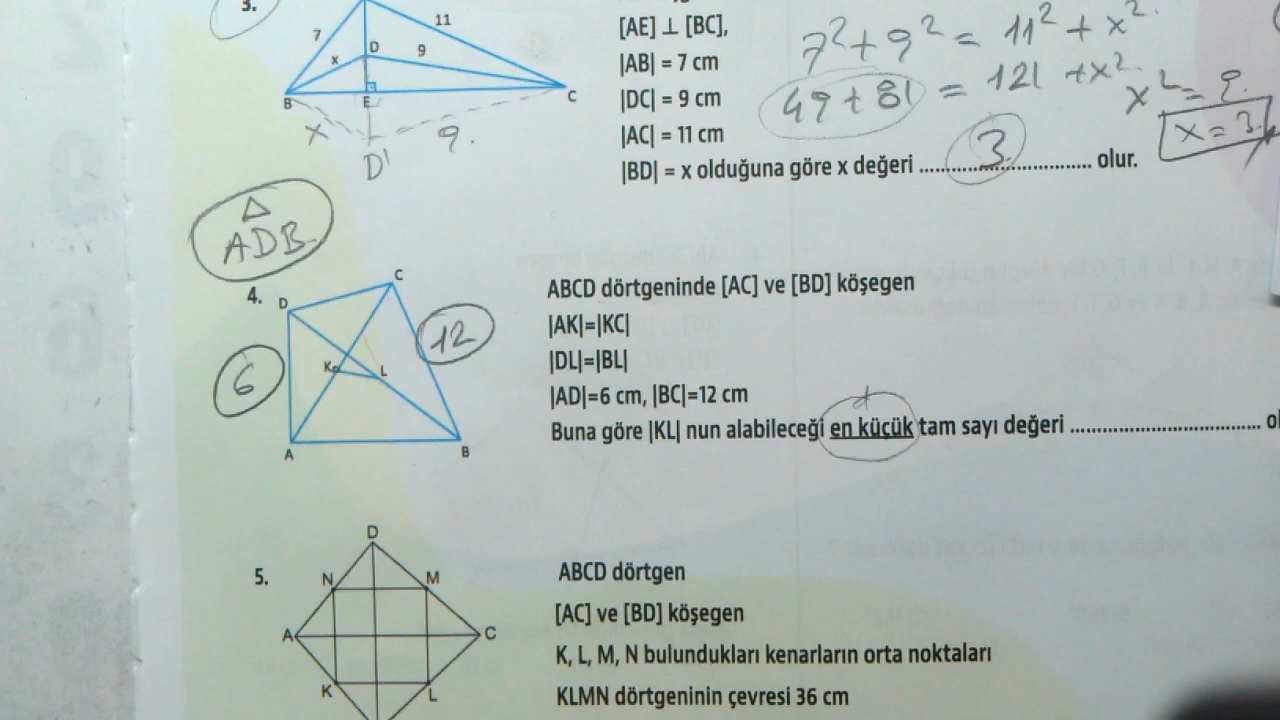 3.
7
11
x
D
9
B
E
C
x
9.
D'
[AE] ⊥ [BC],
|AB| = 7 cm
|DC| = 9 cm
|AC| = 11 cm
|BD| = x olduğuna göre x değeri ........ 3 ........ olur.
7² + 9² = 11² + x²
49 + 81 = 121 + x²
x² = 9.
x = 3
△
ADB
4.
D
C
6
12
K
L
A
B
ABCD dörtgeninde [AC] ve [BD] köşegen
|AK|=|KC|
|DL|=|BL|
|AD|=6 cm, |BC|=12 cm
Buna göre |KL| nun alabileceği en küçük tam sayı değeri ........................
5.
D
N
M
A
C
K
L
ABCD dörtgen
[AC] ve [BD] köşegen
K, L, M, N bulundukları kenarların orta noktaları
KLMN dörtgeninin çevresi 36 cm